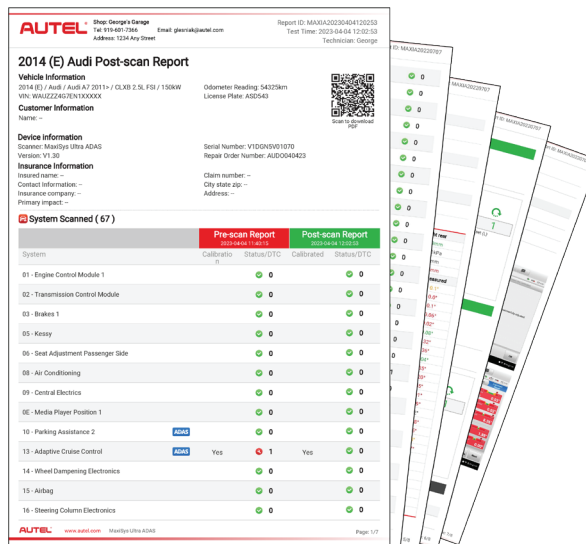 AUTEL
Shop: George's Garage
Tel: 919-601-7366 Email: glesniak@autel.com
Address: 1234 Any Street
Report ID: MAXIA20230404120253
Test Time: 2023-04-04 12:02:53
Technician: George
2014 (E) Audi Post-scan Report
Vehicle Information
2014 (E) / Audi / Audi A7 2011> / CLXB 2.5L FSI / 150kW Odometer Reading: 54325km
VIN: WAUZZZ4G7EN1XXXXX License Plate: ASD543
Customer Information
Name: --
Scan to download
PDF
Device information
Scanner: MaxiSys Ultra ADAS Serial Number: V1DGN5V01070
Version: V1.30 Repair Order Number: AUDO040423
Insurance Information
Insured name: -- Claim number: --
Contact Information: -- City state zip: --
Insurance company: -- Address: --
Primary impact: --
System Scanned ( 67 )
Pre-scan Report Post-scan Report
2023-04-04 11:40:15 2023-04-04 12:02:53
System Calibratio Status/DTC Calibrated Status/DTC
n
01 - Engine Control Module 1 0 0
02 - Transmission Control Module 0 0
03 - Brakes 1 0 0
05 - Kessy 0 0
06 - Seat Adjustment Passenger Side 0 0
08 - Air Conditioning 0 0
09 - Central Electrics 0 0
0E - Media Player Position 1 0 0
10 - Parking Assistance 2 ADAS 0 0
13 - Adaptive Cruise Control ADAS Yes 1 Yes 0
14 - Wheel Dampening Electronics 0 0
15 - Airbag 0 0
16 - Steering Column Electronics 0 0
AUTEL www.autel.com MaxiSys Ultra ADAS Page: 1/7